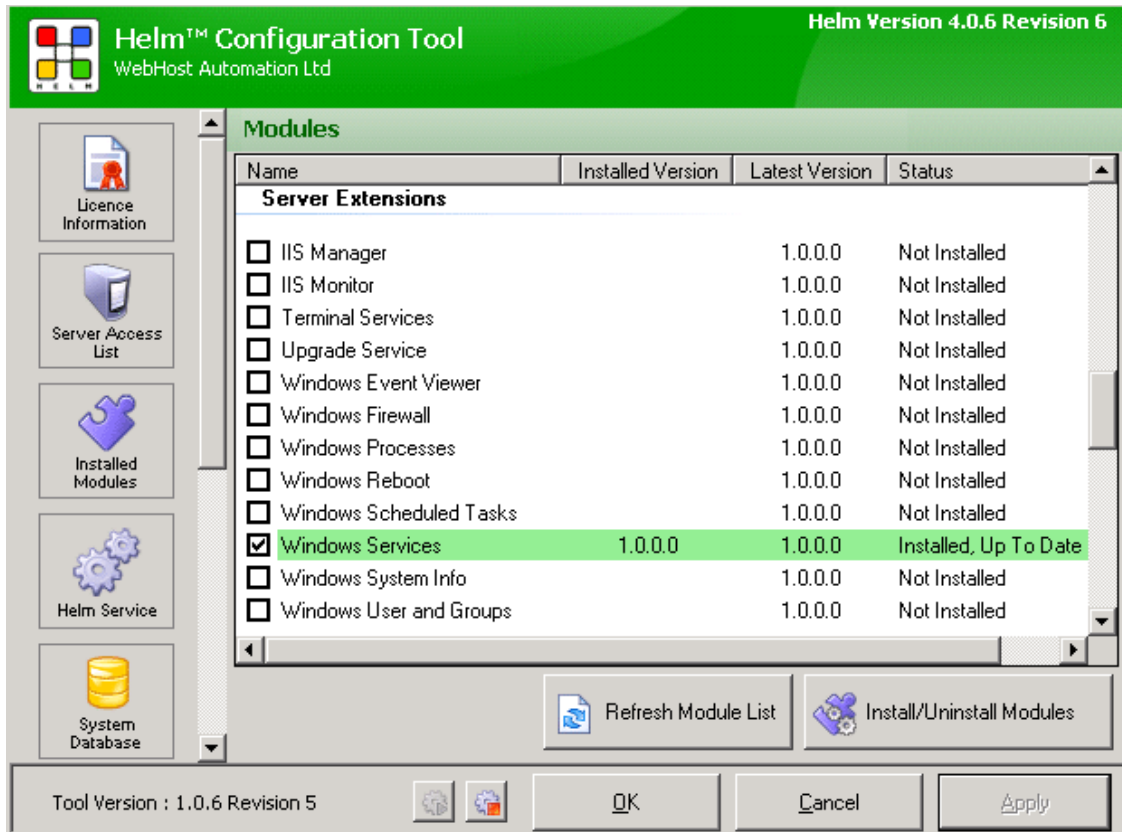 Helm Version 4.0.6 Revision 6
Helm™ Configuration Tool
WebHost Automation Ltd
H E L M
Licence
Information
Server Access
List
Installed
Modules
Helm Service
System
Database
Modules
Name Installed Version Latest Version Status
Server Extensions
IIS Manager 1.0.0.0 Not Installed
IIS Monitor 1.0.0.0 Not Installed
Terminal Services 1.0.0.0 Not Installed
Upgrade Service 1.0.0.0 Not Installed
Windows Event Viewer 1.0.0.0 Not Installed
Windows Firewall 1.0.0.0 Not Installed
Windows Processes 1.0.0.0 Not Installed
Windows Reboot 1.0.0.0 Not Installed
Windows Scheduled Tasks 1.0.0.0 Not Installed
Windows Services 1.0.0.0 1.0.0.0 Installed, Up To Date
Windows System Info 1.0.0.0 Not Installed
Windows User and Groups 1.0.0.0 Not Installed
Refresh Module List Install/Uninstall Modules
Tool Version : 1.0.6 Revision 5 OK Cancel Apply